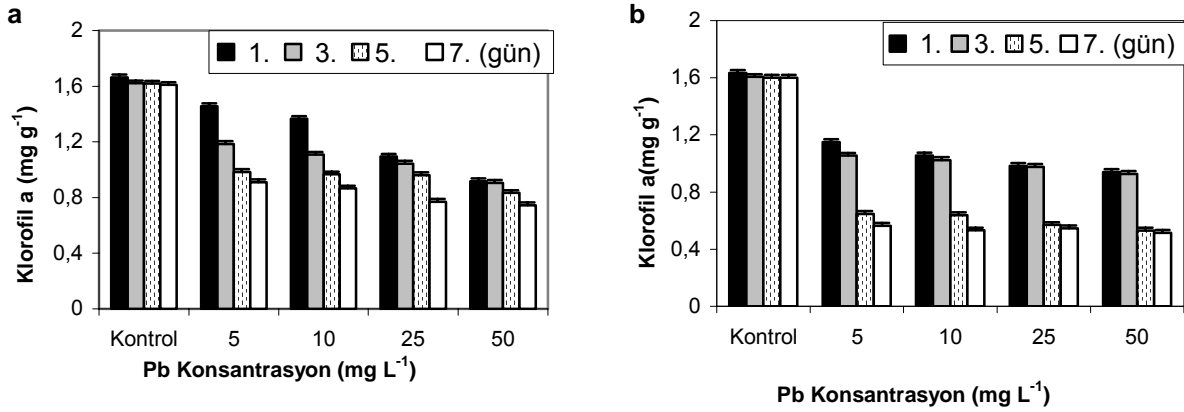 a
2
1,6
1,2
0,8
0,4
0
Klorofil a (mg g-1)
1. 3. 5. 7. (gün)
Kontrol 5 10 25 50
Pb Konsantrasyon (mg L-1)
b
2
1,6
1,2
0,8
0,4
0
Klorofil a(mg g-1)
1. 3. 5. 7. (gün)
Kontrol 5 10 25 50
Pb Konsantrasyon (mg L-1)